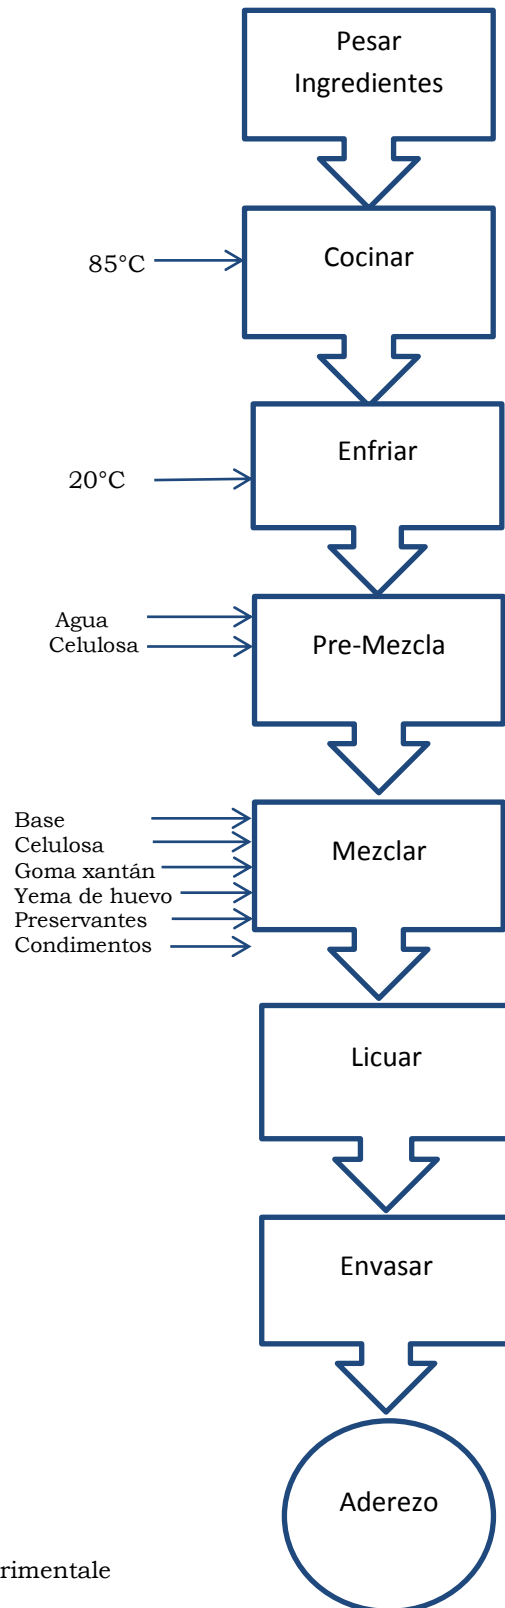 Pesar
Ingredientes
85°C
Cocinar
Enfriar
20°C
Agua
Celulosa
Pre-Mezcla
Base
Celulosa
Goma xantán
Yema de huevo
Preservantes
Condimentos
Mezclar
Licuar
Envasar
Aderezo
rimentale